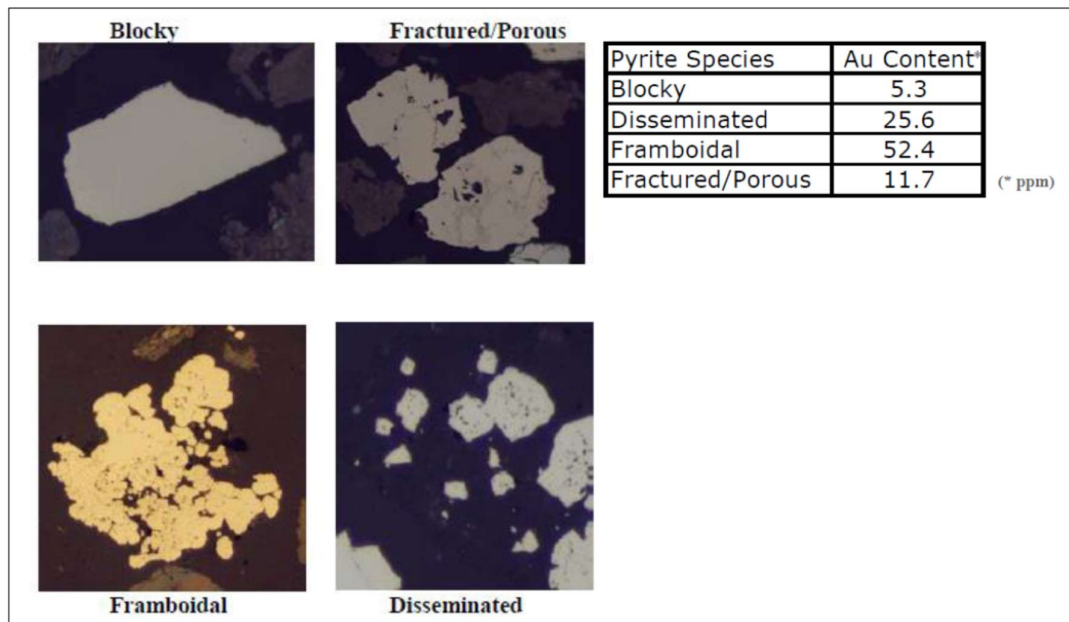 Blocky
Fractured/Porous
Pyrite Species Au Content*
Blocky 5.3
Disseminated 25.6
Framboidal 52.4
Fractured/Porous 11.7
(* ppm)
Framboidal
Disseminated